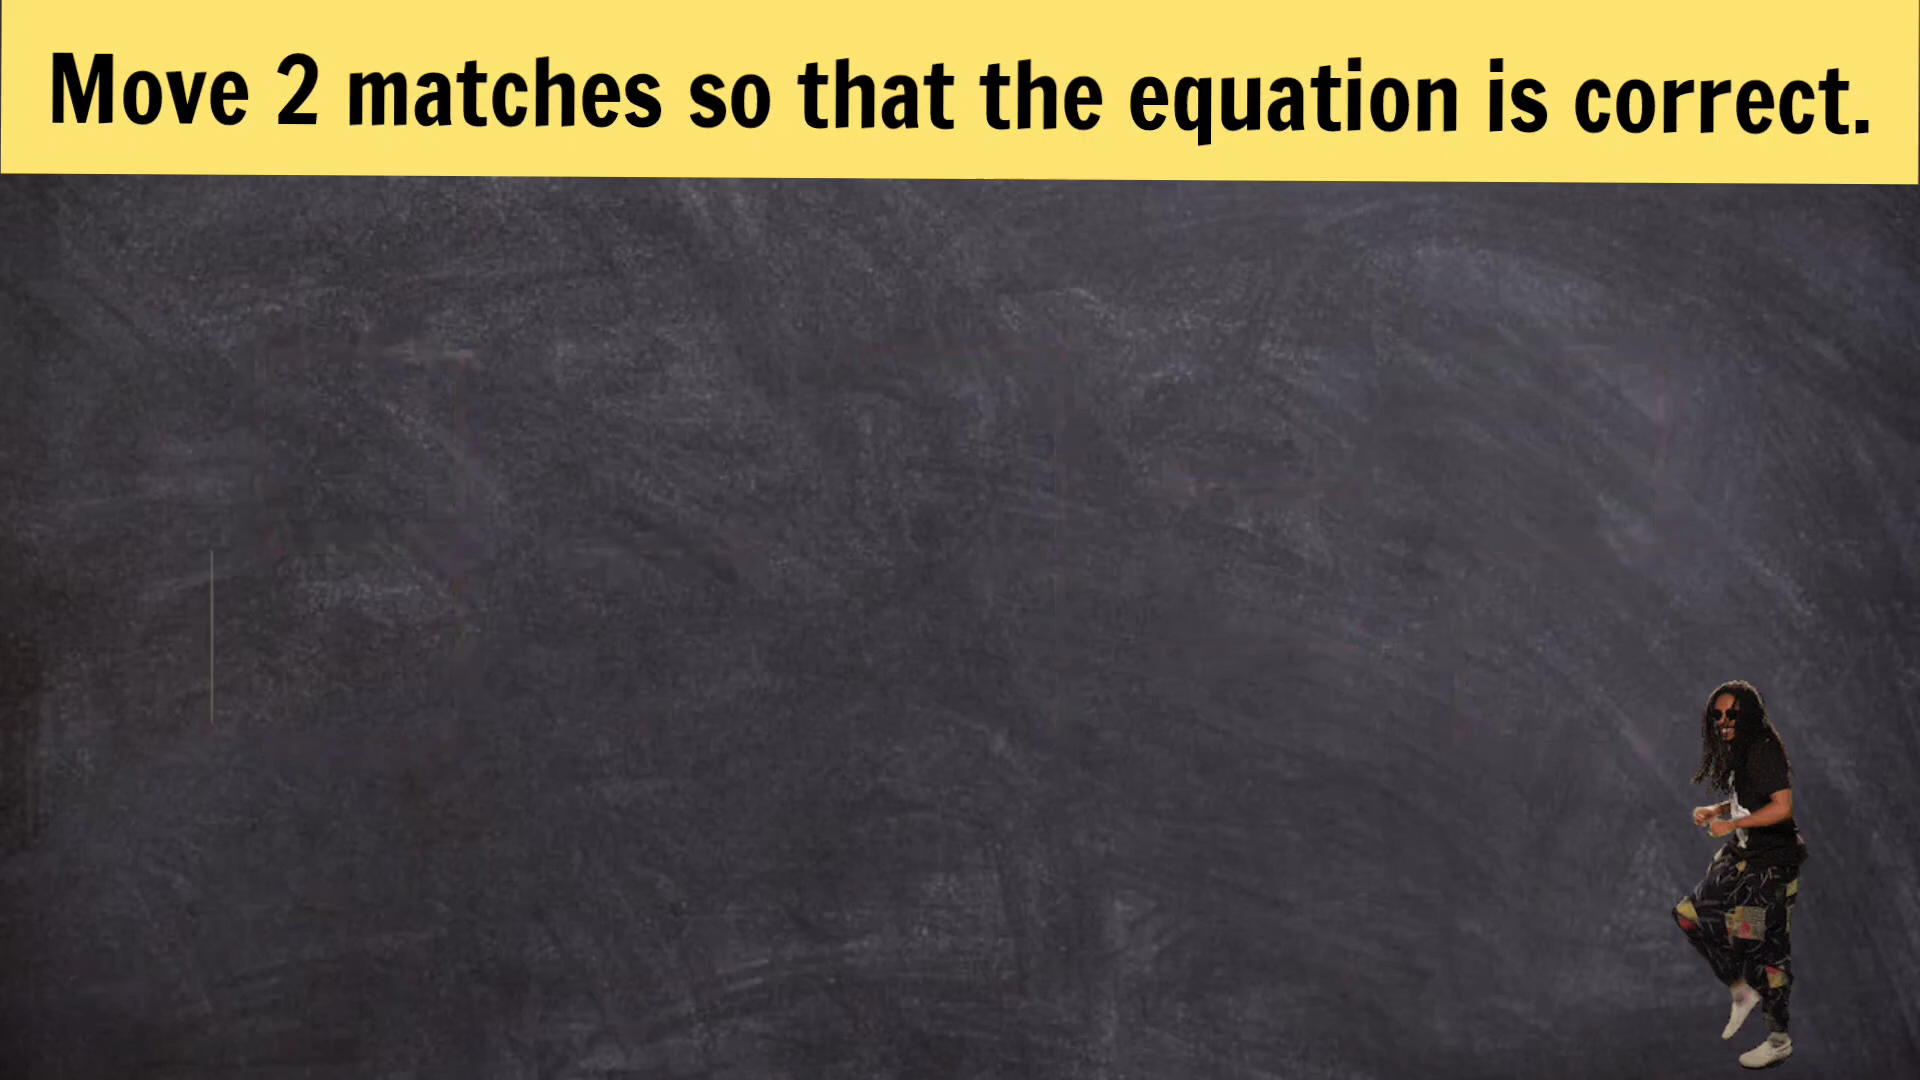 Move 2 matches so that the equation is correct.